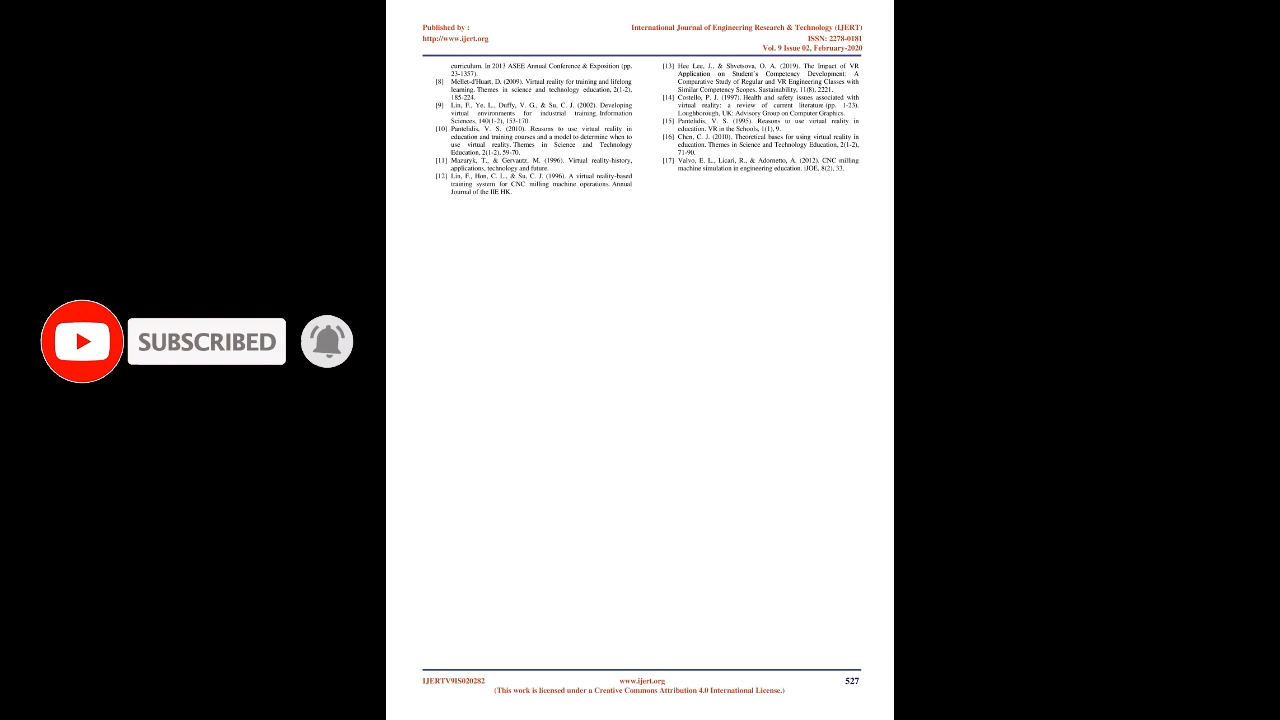 Published by :
http://www.ijert.org
International Journal of Engineering Research & Technology (IJERT)
ISSN: 2278-0181
Vol. 9 Issue 02, February-2020
curriculum. In 2013 ASEE Annual Conference & Exposition (pp.
23-1357).
[8] Mellet-d'Huart, D. (2009). Virtual reality for training and lifelong
learning. Themes in science and technology education, 2(1-2),
185-224.
[9] Lin, F., Ye, L., Duffy, V. G., & Su, C. J. (2002). Developing
virtual environments for industrial training. Information
Sciences, 140(1-2), 153-170.
[10] Pantelidis, V. S. (2010). Reasons to use virtual reality in
education and training courses and a model to determine when to
use virtual reality. Themes in Science and Technology
Education, 2(1-2), 59-70.
[11] Mazuryk, T., & Gervautz, M. (1996). Virtual reality-history,
applications, technology and future.
[12] Lin, F., Hon, C. L., & Su, C. J. (1996). A virtual reality-based
training system for CNC milling machine operations. Annual
Journal of the IIE HK.
[13] Hee Lee, J., & Shvetsova, O. A. (2019). The Impact of VR
Application on Student's Competency Development: A
Comparative Study of Regular and VR Engineering Classes with
Similar Competency Scopes. Sustainability, 11(8), 2221.
[14] Costello, P. J. (1997). Health and safety issues associated with
virtual reality: a review of current literature (pp. 1-23).
Loughborough, UK: Advisory Group on Computer Graphics.
[15] Pantelidis, V. S. (1995). Reasons to use virtual reality in
education. VR in the Schools, 1(1), 9.
[16] Chen, C. J. (2010). Theoretical bases for using virtual reality in
education. Themes in Science and Technology Education, 2(1-2),
71-90.
[17] Valvo, E. L., Licari, R., & Adornetto, A. (2012). CNC milling
machine simulation in engineering education. iJOE, 8(2), 33.
SUBSCRIBED
IJERTV9IS020282
www.ijert.org
527
(This work is licensed under a Creative Commons Attribution 4.0 International License.)